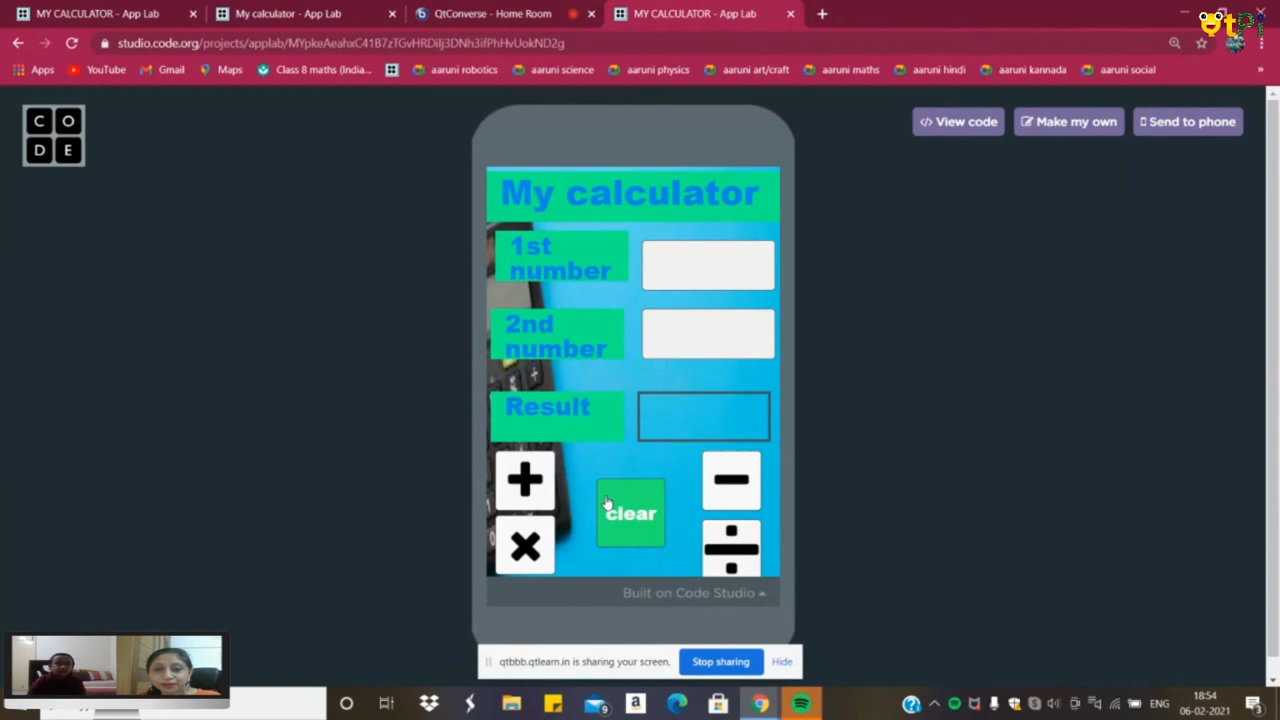 MY CALCULATOR - App Lab
My calculator - App Lab
QtConverse - Home Room
MY CALCULATOR - App Lab
QtPi
studio.code.org/projects/applab/MYpkeAeahxC41B7zTGvHRDiIj3DNh3ifPhHvUokND2g
Apps
YouTube
Gmail
Maps
Class 8 maths (India...
aaruni robotics
aaruni science
aaruni physics
aaruni art/craft
aaruni maths
aaruni hindi
aaruni kannada
aaruni social
»
C O
D E
</> View code
Make my own
Send to phone
My calculator
1st
number
2nd
number
Result
+
−
clear
×
÷
Built on Code Studio
qtbbb.qtlearn.in is sharing your screen.
Stop sharing
Hide
9
a
ENG
18:54
06-02-2021
3